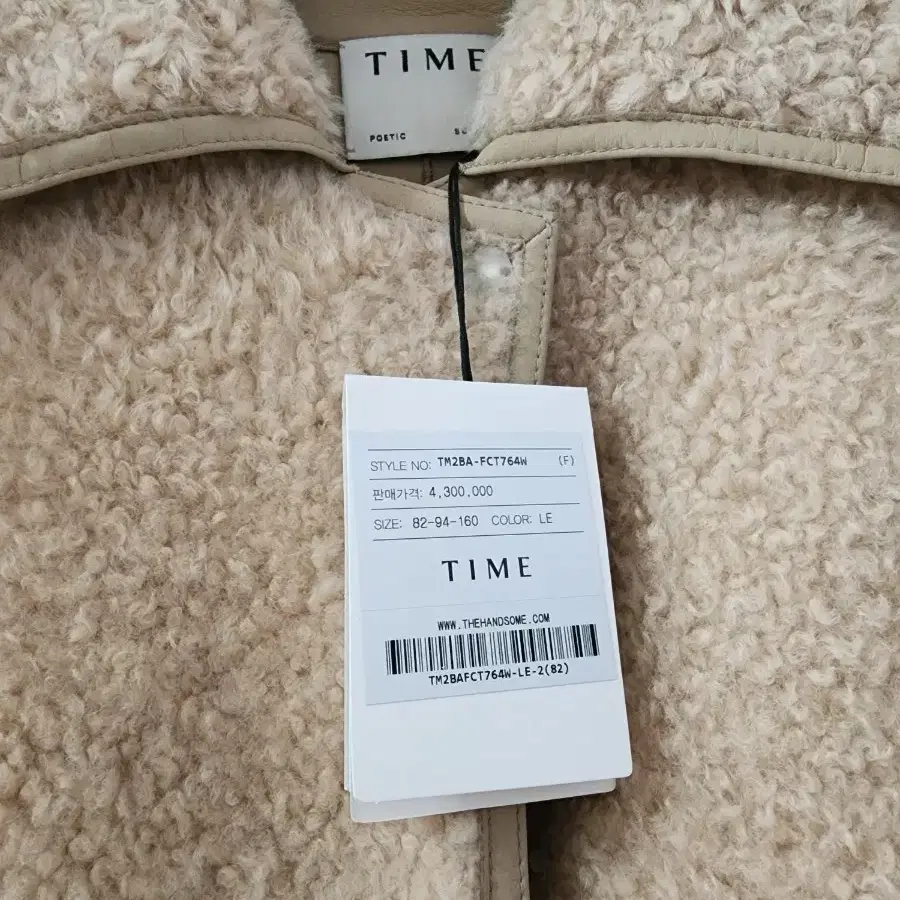 TIME
POETIC
STYLE NO: TM2BA-FCT764W (F)
판매가격: 4,300,000
SIZE: 82-94-160 COLOR: LE
TIME
WWW.THEHANDSOME.COM
TM2BAFCT764W-LE-2(82)